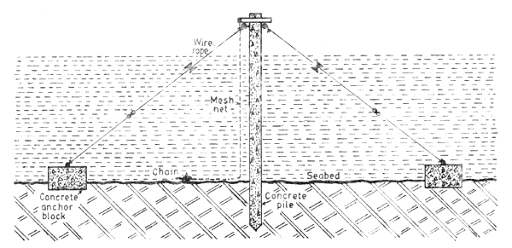 Wire
rope
Mesh
net
Chain
Seabed
Concrete
anchor
block
Concrete
pile